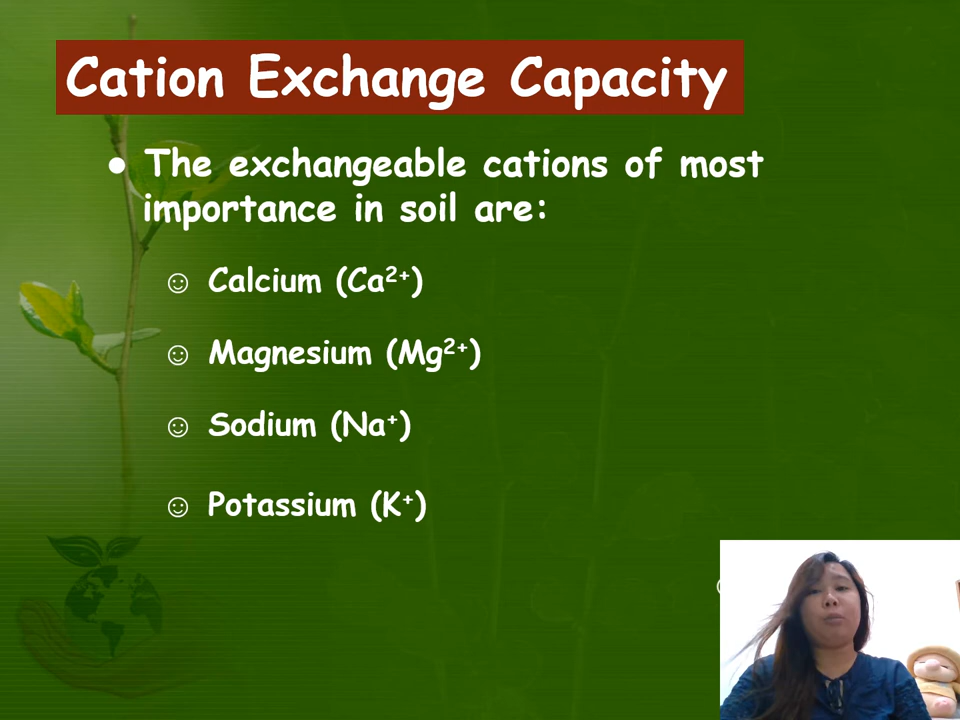 Cation Exchange Capacity
● The exchangeable cations of most
importance in soil are:
☺ Calcium (Ca²⁺)
☺ Magnesium (Mg²⁺)
☺ Sodium (Na⁺)
☺ Potassium (K⁺)